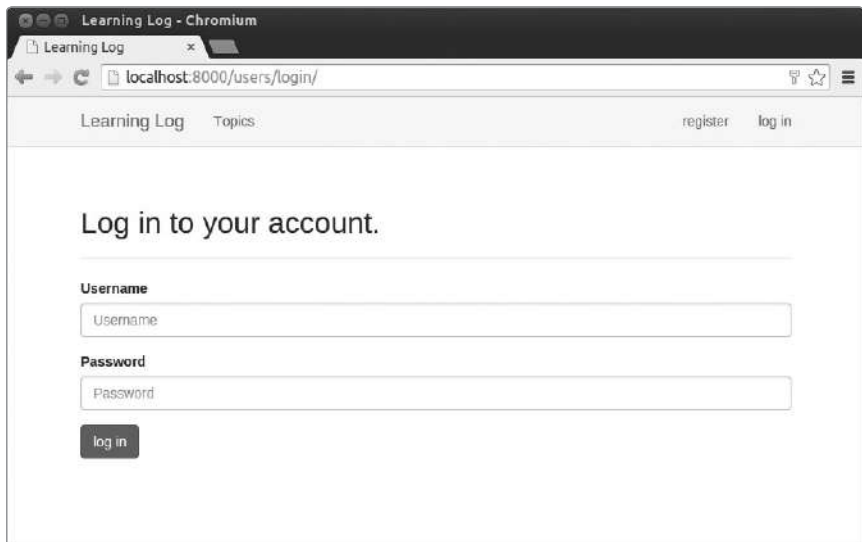 Learning Log - Chromium
Learning Log
localhost:8000/users/login/
Learning Log Topics register log in
Log in to your account.
Username
Username
Password
Password
log in